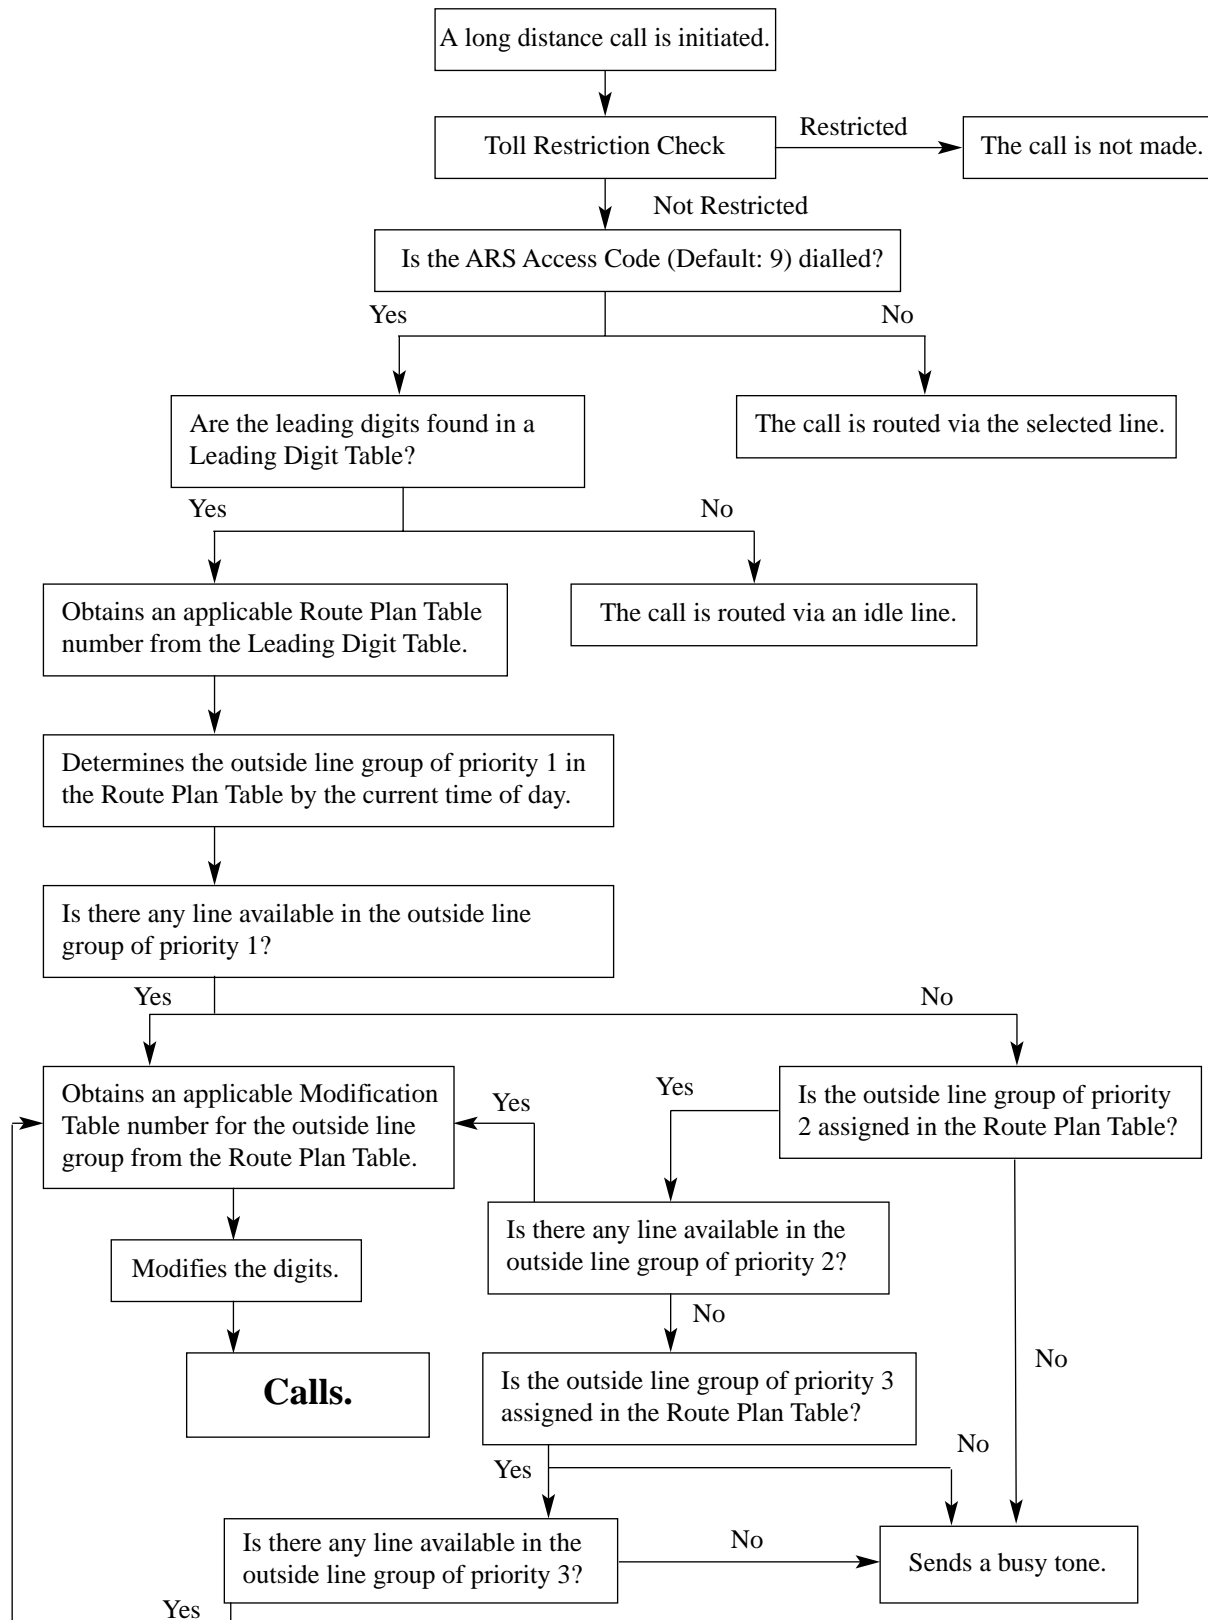 A long distance call is initiated.
Toll Restriction Check
Restricted
The call is not made.
Not Restricted
Is the ARS Access Code (Default: 9) dialled?
Yes
No
Are the leading digits found in a
Leading Digit Table?
The call is routed via the selected line.
Yes
No
Obtains an applicable Route Plan Table
number from the Leading Digit Table.
The call is routed via an idle line.
Determines the outside line group of priority 1 in
the Route Plan Table by the current time of day.
Is there any line available in the outside line
group of priority 1?
Yes
No
Obtains an applicable Modification
Table number for the outside line
group from the Route Plan Table.
Yes
Yes
Is the outside line group of priority
2 assigned in the Route Plan Table?
Is there any line available in the
outside line group of priority 2?
Modifies the digits.
No
No
Calls.
Is the outside line group of priority 3
assigned in the Route Plan Table?
Yes
No
Is there any line available in the
outside line group of priority 3?
No
Sends a busy tone.
Yes